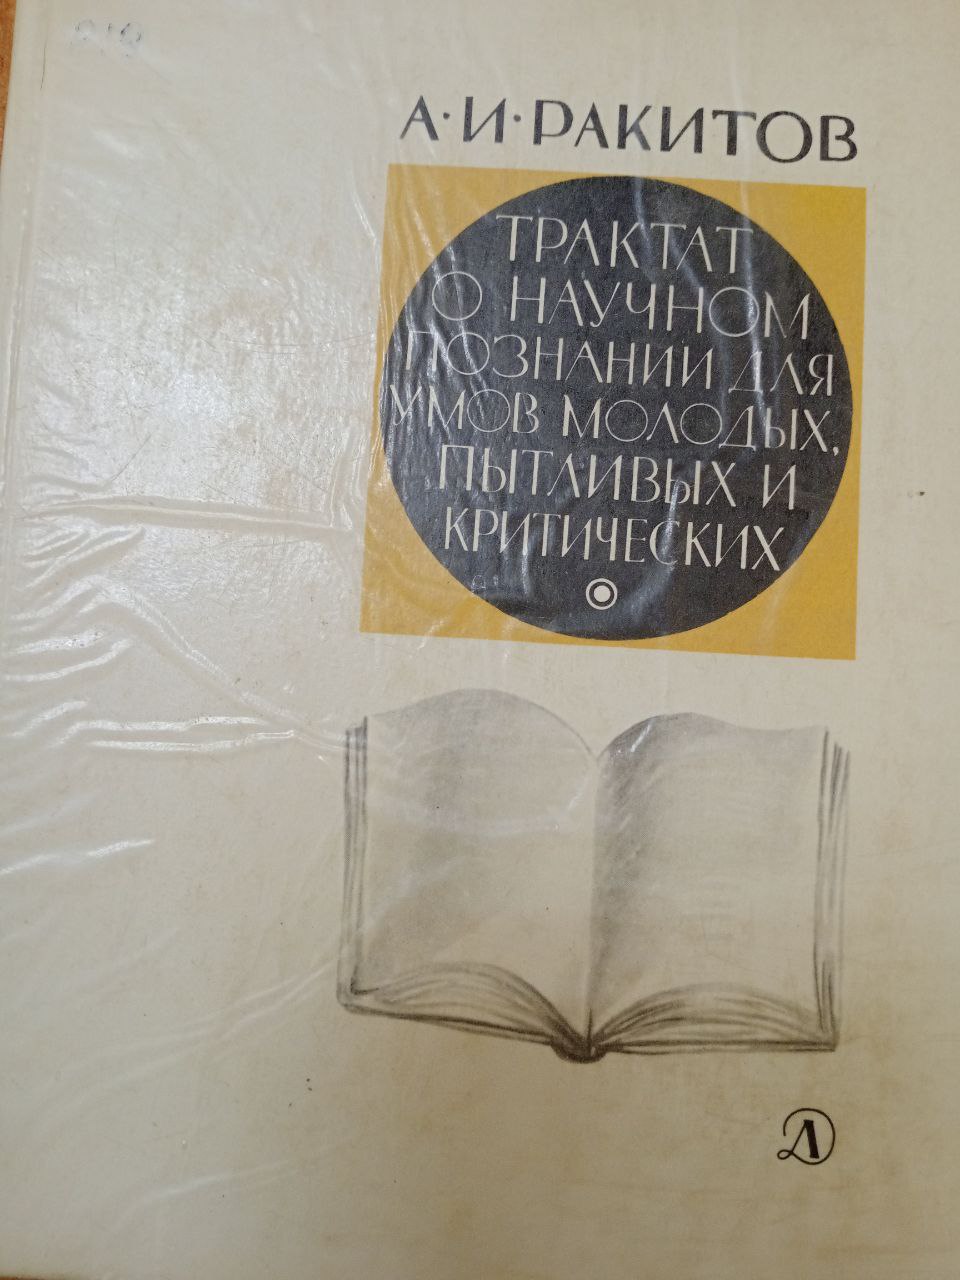 А·И·РАКИТОВ
ТРАКТАТ
О НАУЧНОМ
ПОЗНАНИИ ДЛЯ
УМОВ МОЛОДЫХ,
ПЫТЛИВЫХ И
КРИТИЧЕСКИХ